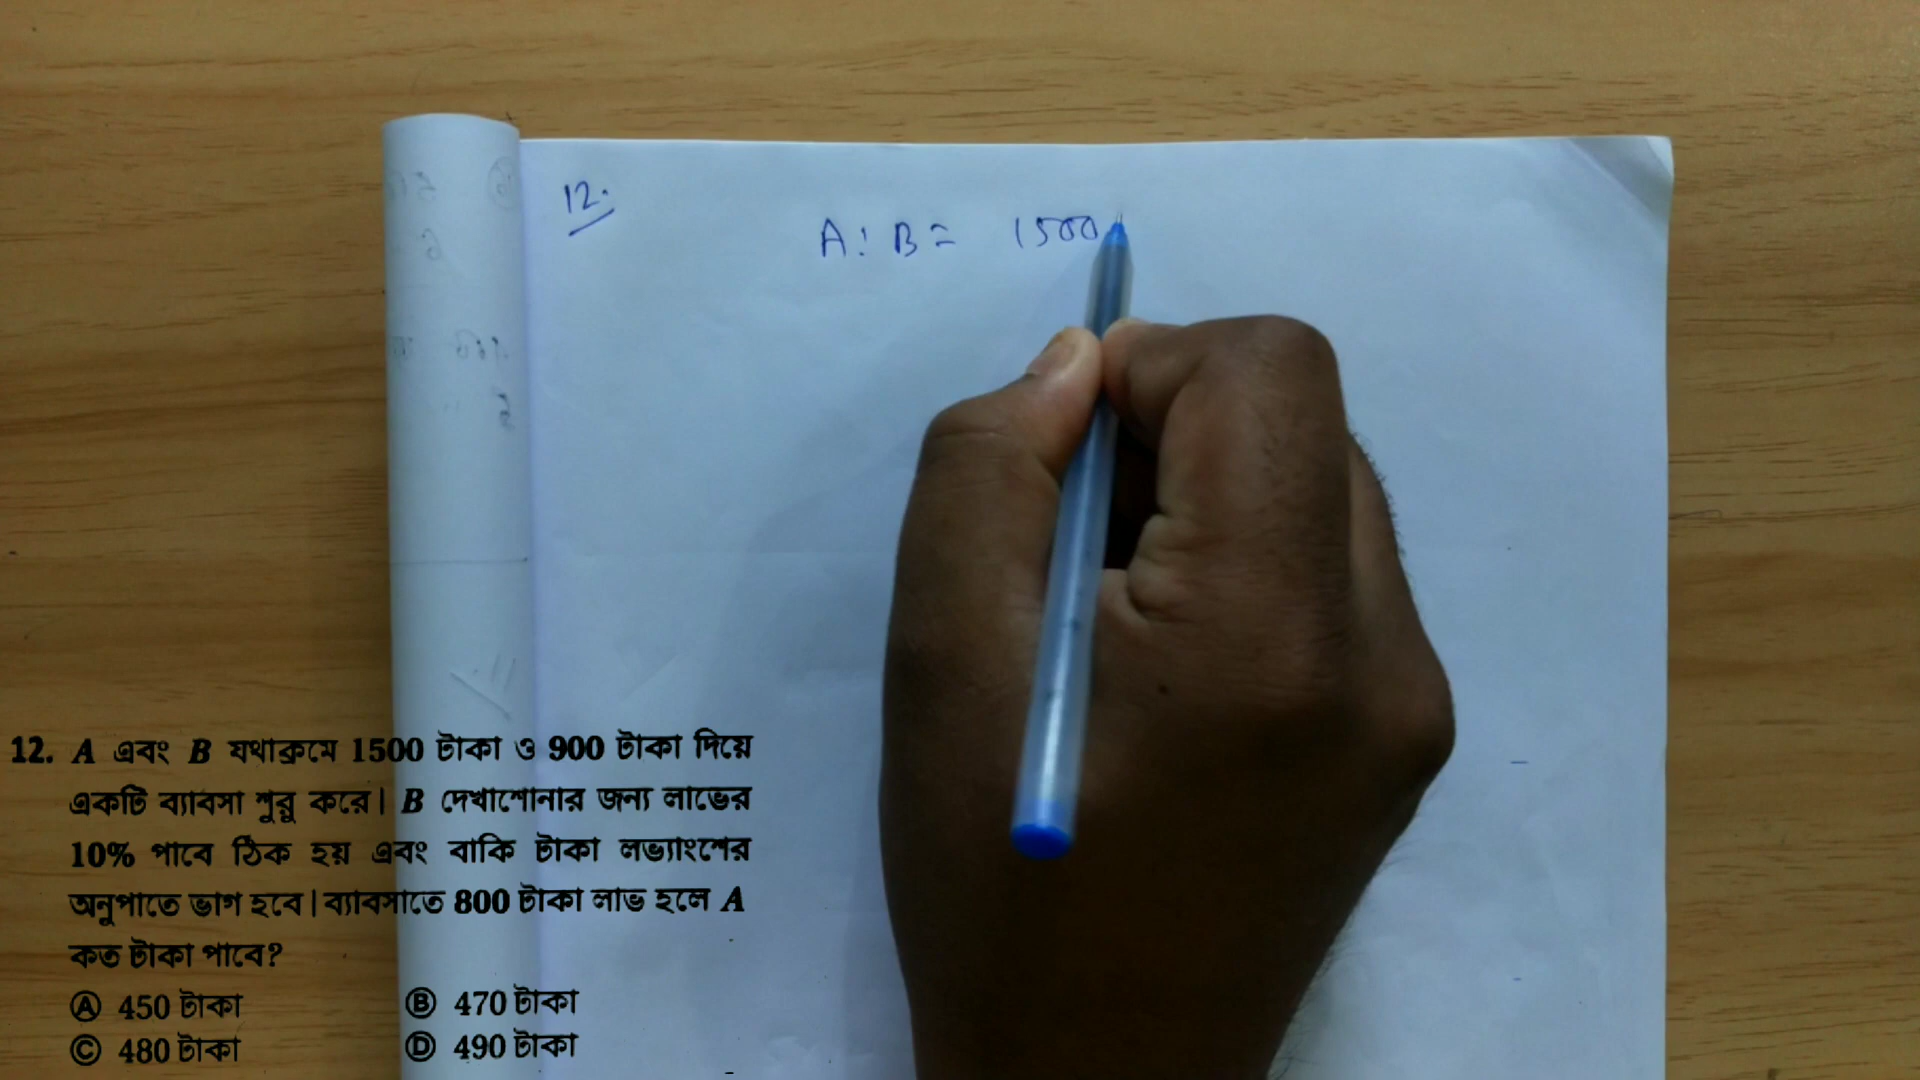 12.
A : B = 1500
12. A এবং B যথাক্রমে 1500 টাকা ও 900 টাকা দিয়ে
একটি ব্যাবসা শুরু করে। B দেখাশোনার জন্য লাভের
10% পাবে ঠিক হয় এবং বাকি টাকা লভ্যাংশের
অনুপাতে ভাগ হবে। ব্যাবসাতে 800 টাকা লাভ হলে A
কত টাকা পাবে?
Ⓐ 450 টাকা Ⓑ 470 টাকা
Ⓒ 480 টাকা Ⓓ 490 টাকা